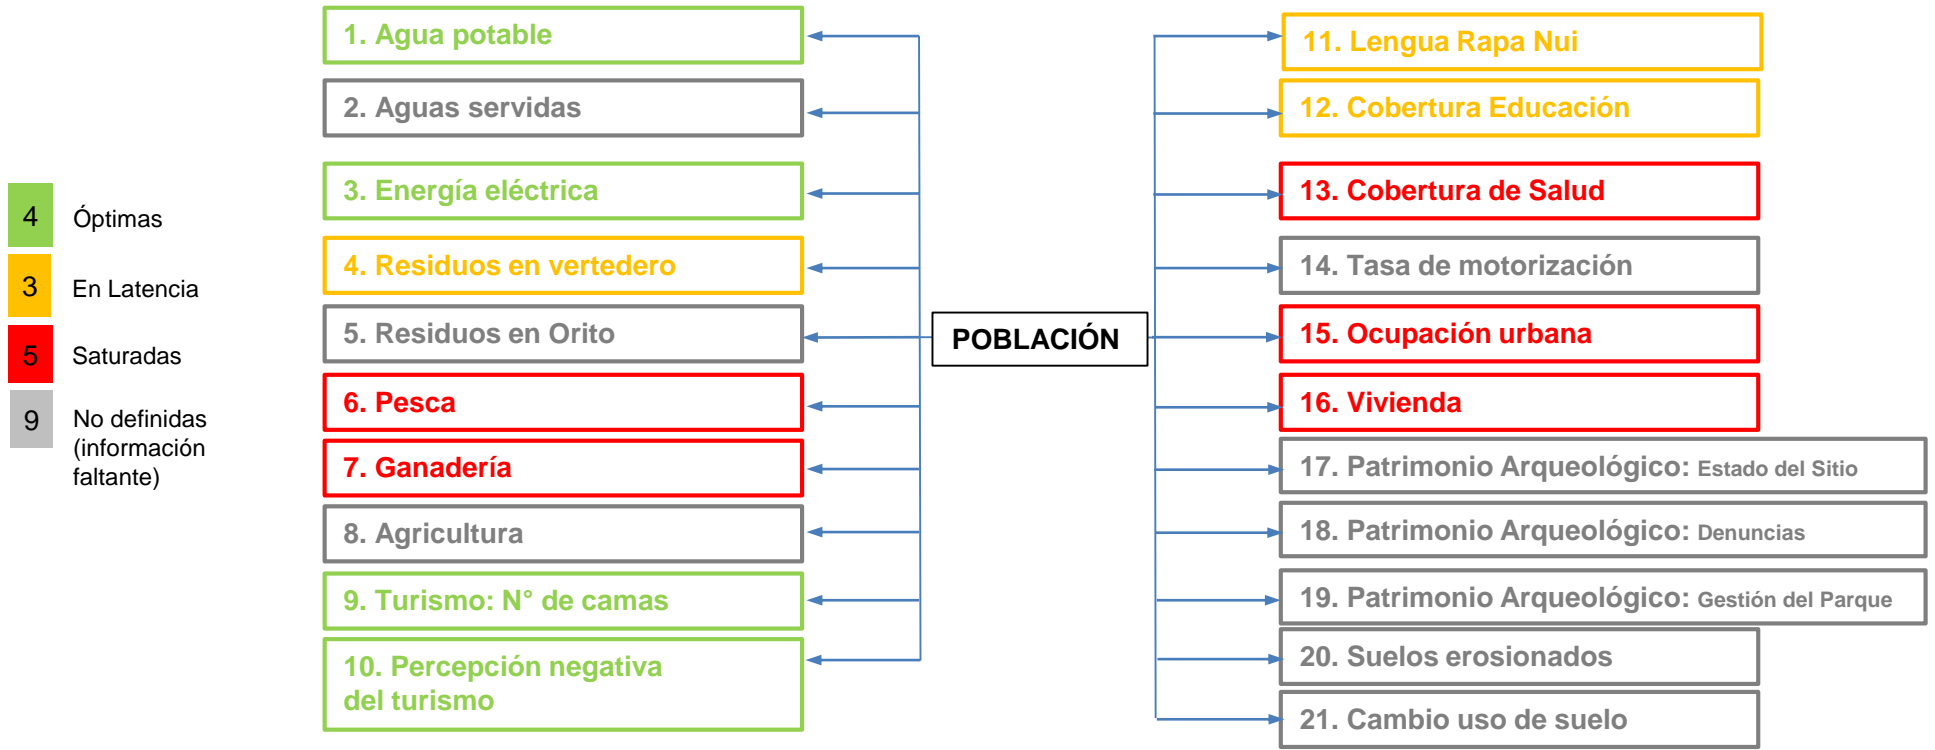 4
Óptimas
3
En Latencia
5
Saturadas
9
No definidas
(información
faltante)
1. Agua potable
2. Aguas servidas
3. Energía eléctrica
4. Residuos en vertedero
5. Residuos en Orito
6. Pesca
7. Ganadería
8. Agricultura
9. Turismo: N° de camas
10. Percepción negativa
del turismo
POBLACIÓN
11. Lengua Rapa Nui
12. Cobertura Educación
13. Cobertura de Salud
14. Tasa de motorización
15. Ocupación urbana
16. Vivienda
17. Patrimonio Arqueológico: Estado del Sitio
18. Patrimonio Arqueológico: Denuncias
19. Patrimonio Arqueológico: Gestión del Parque
20. Suelos erosionados
21. Cambio uso de suelo